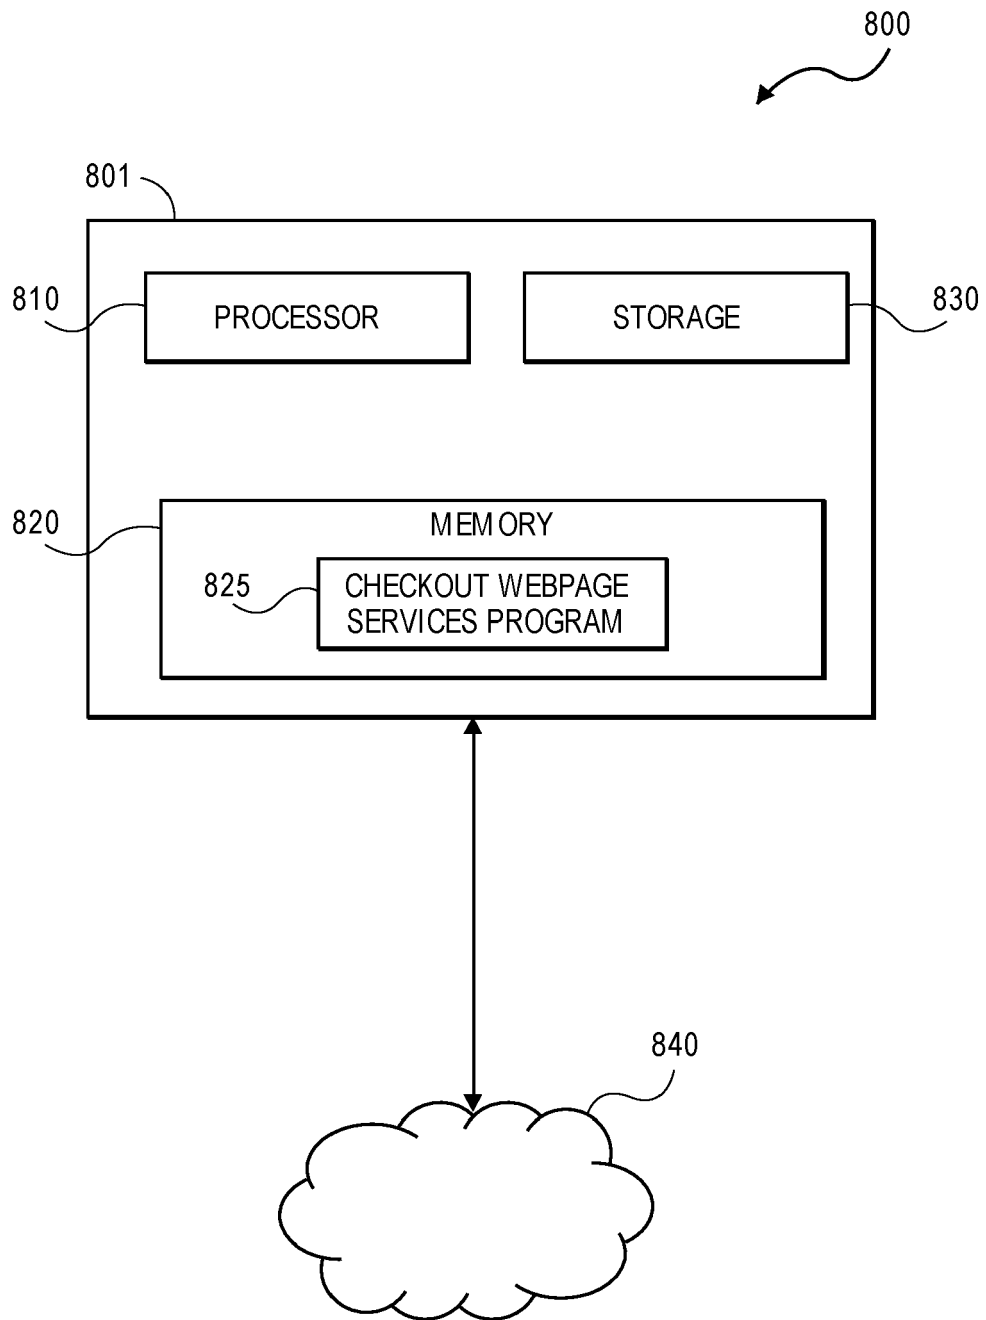 800
801
810
PROCESSOR
STORAGE
830
820
MEMORY
825
CHECKOUT WEBPAGE
SERVICES PROGRAM
840